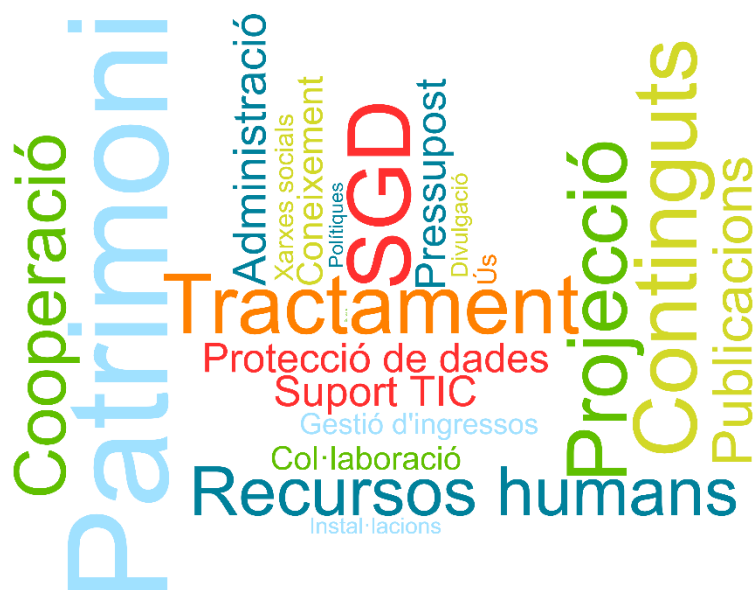 Cooperació
Patrimoni
Administració
Xarxes socials
Coneixement
Polítiques
SGD
Pressupost
Divulgació
Ús
Tractament
Protecció de dades
Suport TIC
Gestió d'ingressos
Col·laboració
Recursos humans
Instal·lacions
Projecció
Continguts
Publicacions